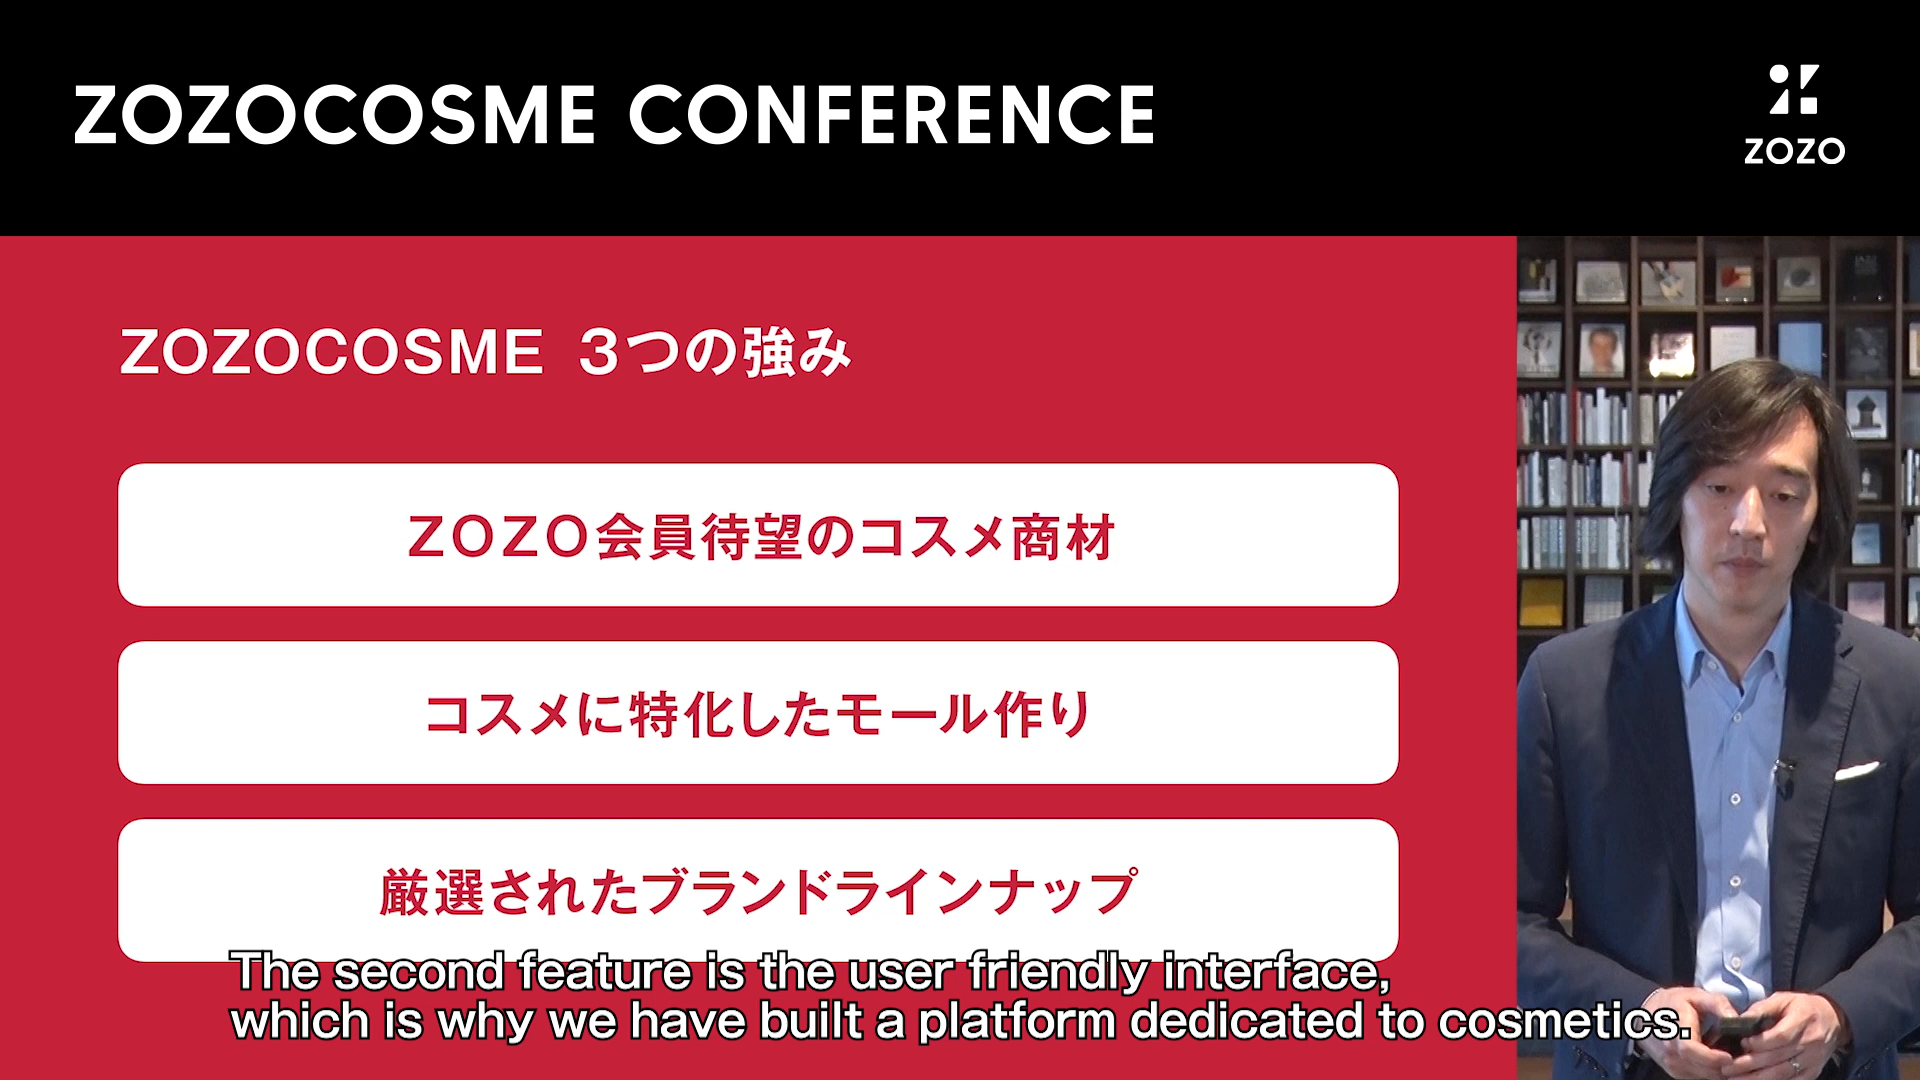 ZOZOCOSME CONFERENCE
ZOZO
ZOZOCOSME 3つの強み
ZOZO会員待望のコスメ商材
コスメに特化したモール作り
厳選されたブランドラインナップ
The second feature is the user friendly interface,
which is why we have built a platform dedicated to cosmetics.